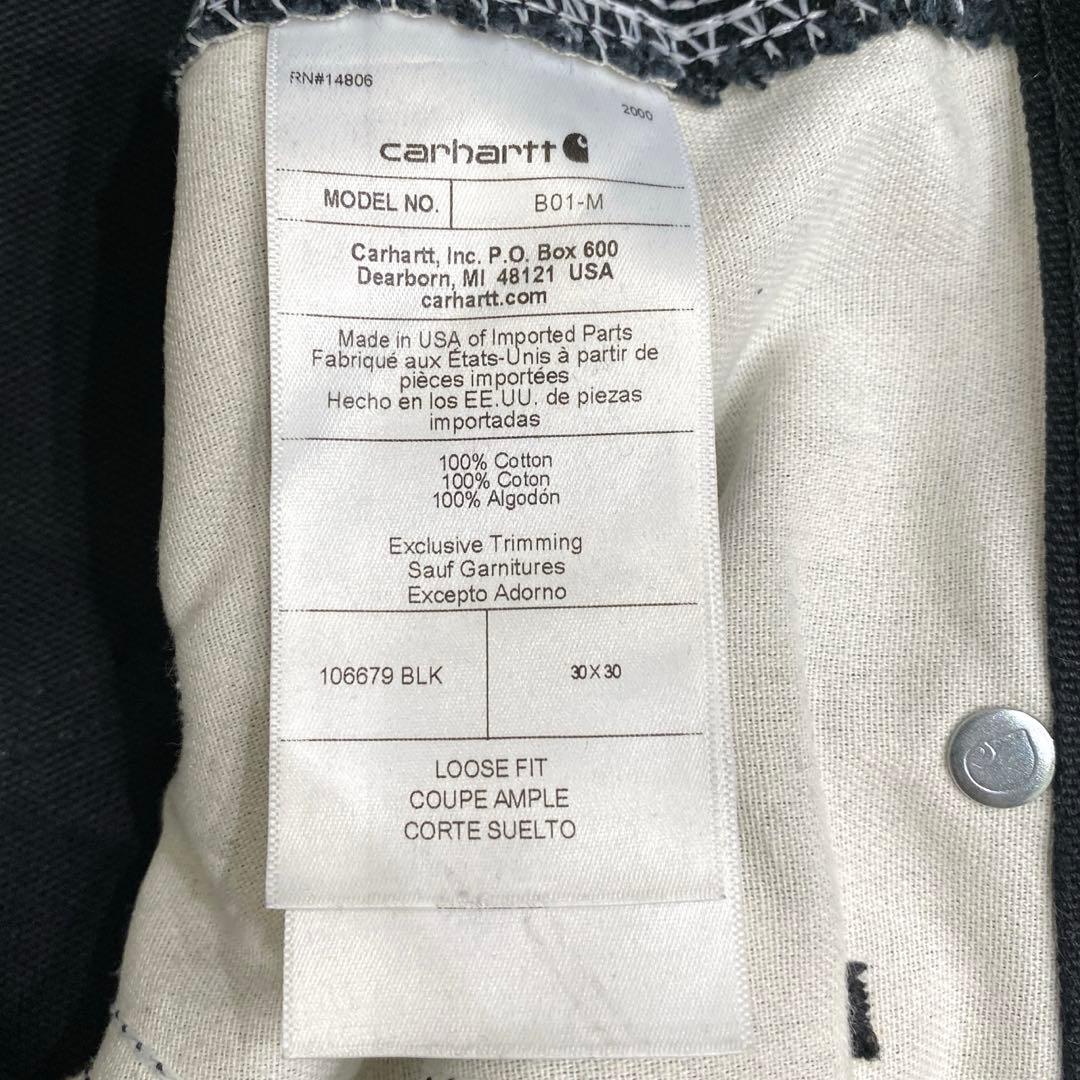 RN#14806
2000
carhartt
MODEL NO. B01-M
Carhartt, Inc. P.O. Box 600
Dearborn, MI 48121 USA
carhartt.com
Made in USA of Imported Parts
Fabriqué aux États-Unis à partir de
pièces importées
Hecho en los EE.UU. de piezas
importadas
100% Cotton
100% Coton
100% Algodón
Exclusive Trimming
Sauf Garnitures
Excepto Adorno
106679 BLK 30X30
LOOSE FIT
COUPE AMPLE
CORTE SUELTO